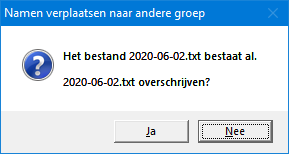 Namen verplaatsen naar andere groep
Het bestand 2020-06-02.txt bestaat al.
2020-06-02.txt overschrijven?
Ja
Nee